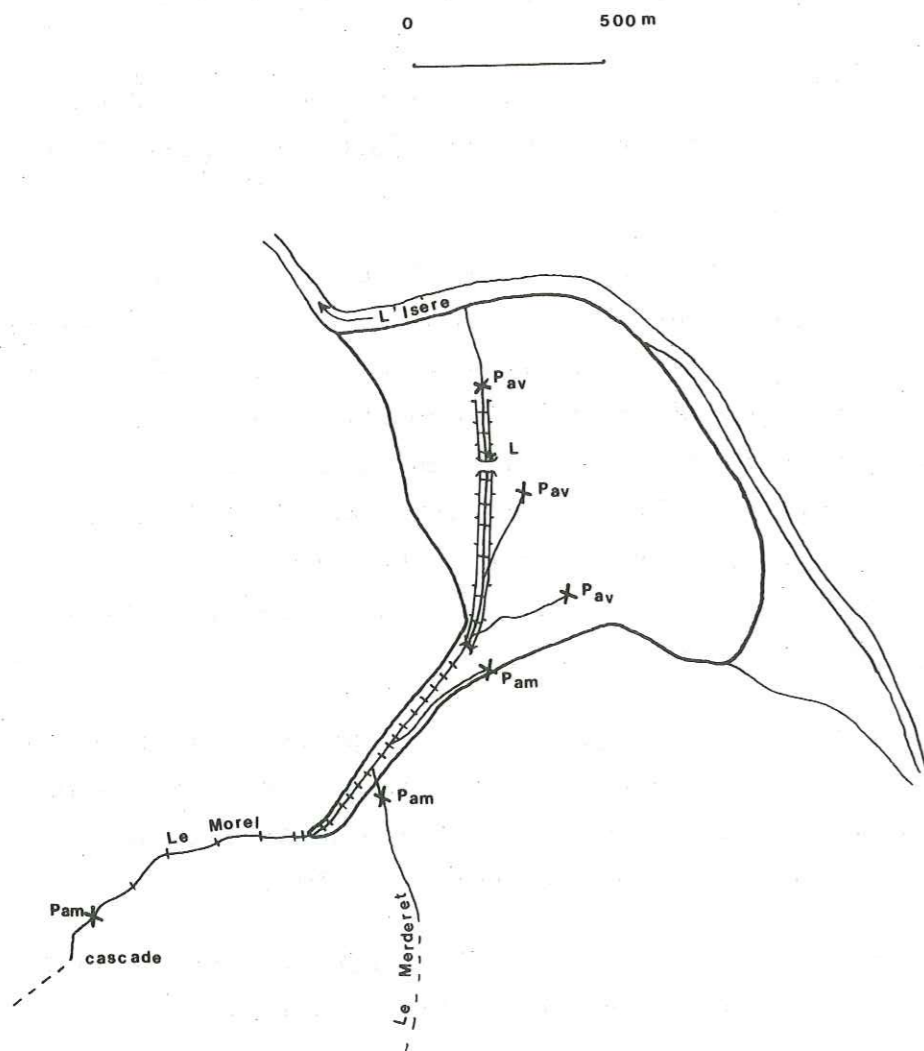 0 500 m
L'Isere
Pav
L
Pav
Pav
Pam
Pam
Le Morel
Pam
cascade
Le Merderet